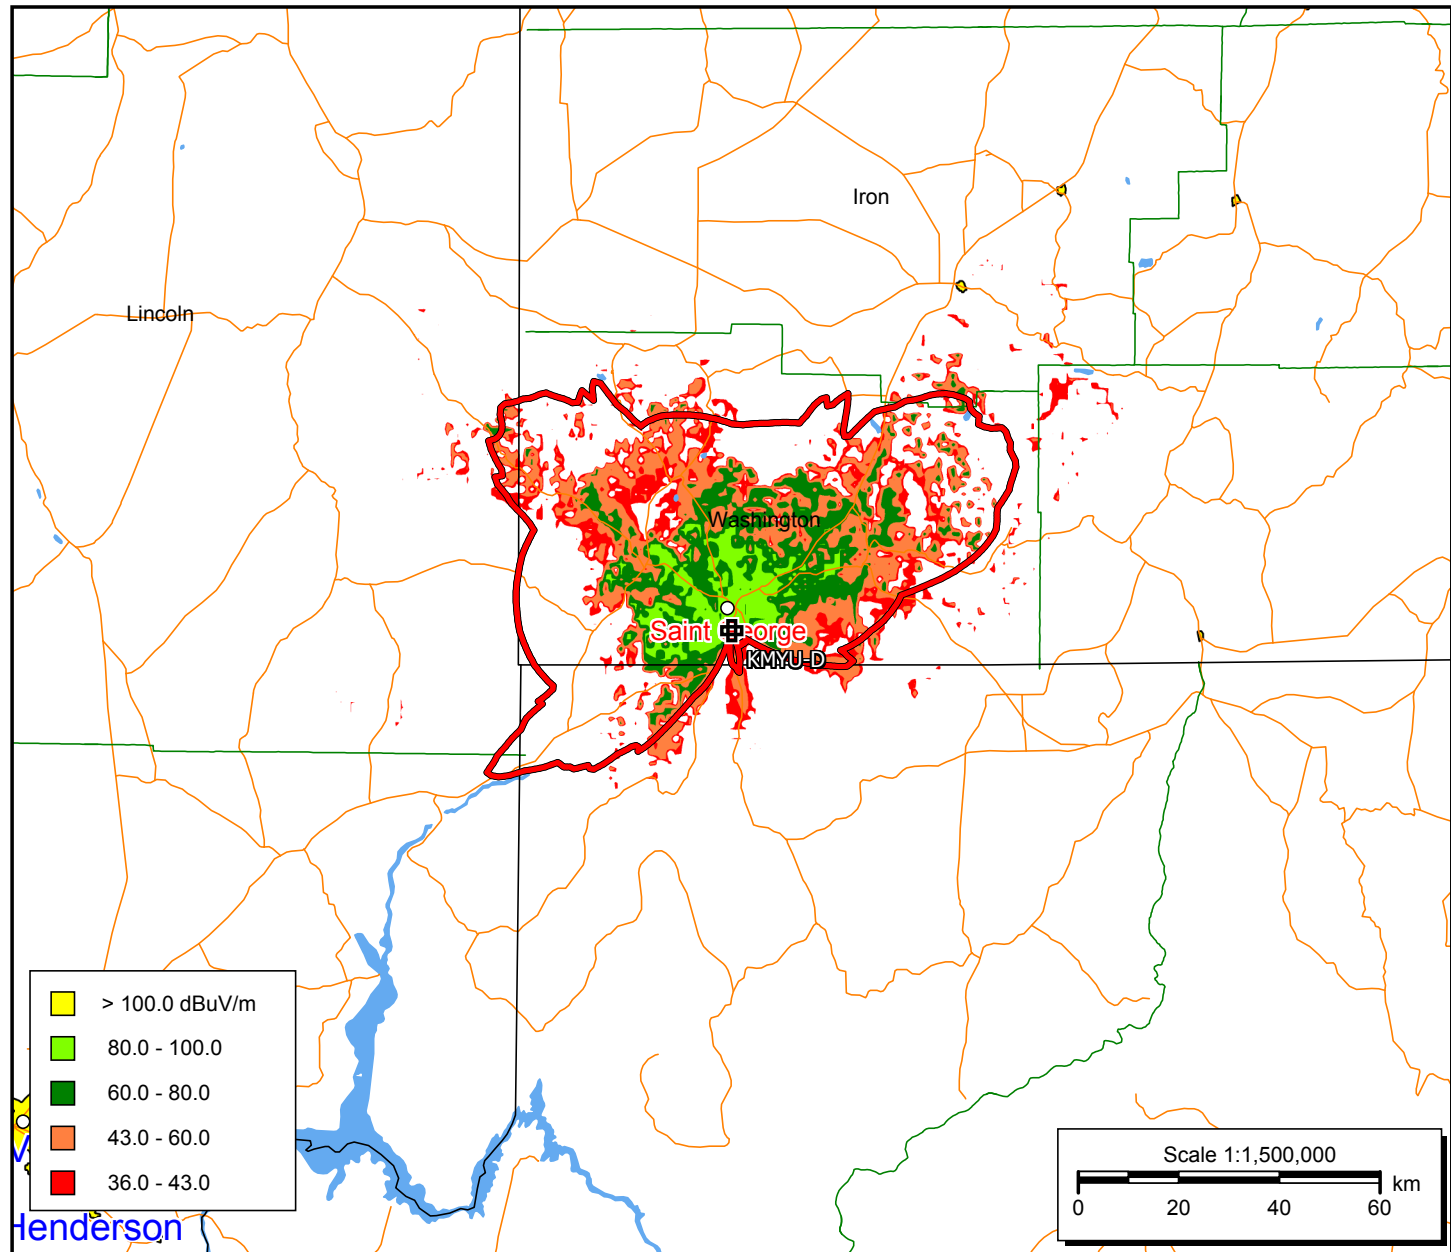 Iron
Lincoln
Washington
Saint George
KMYU-D
> 100.0 dBuV/m
80.0 - 100.0
60.0 - 80.0
43.0 - 60.0
36.0 - 43.0
Henderson
Scale 1:1,500,000
km
0 20 40 60